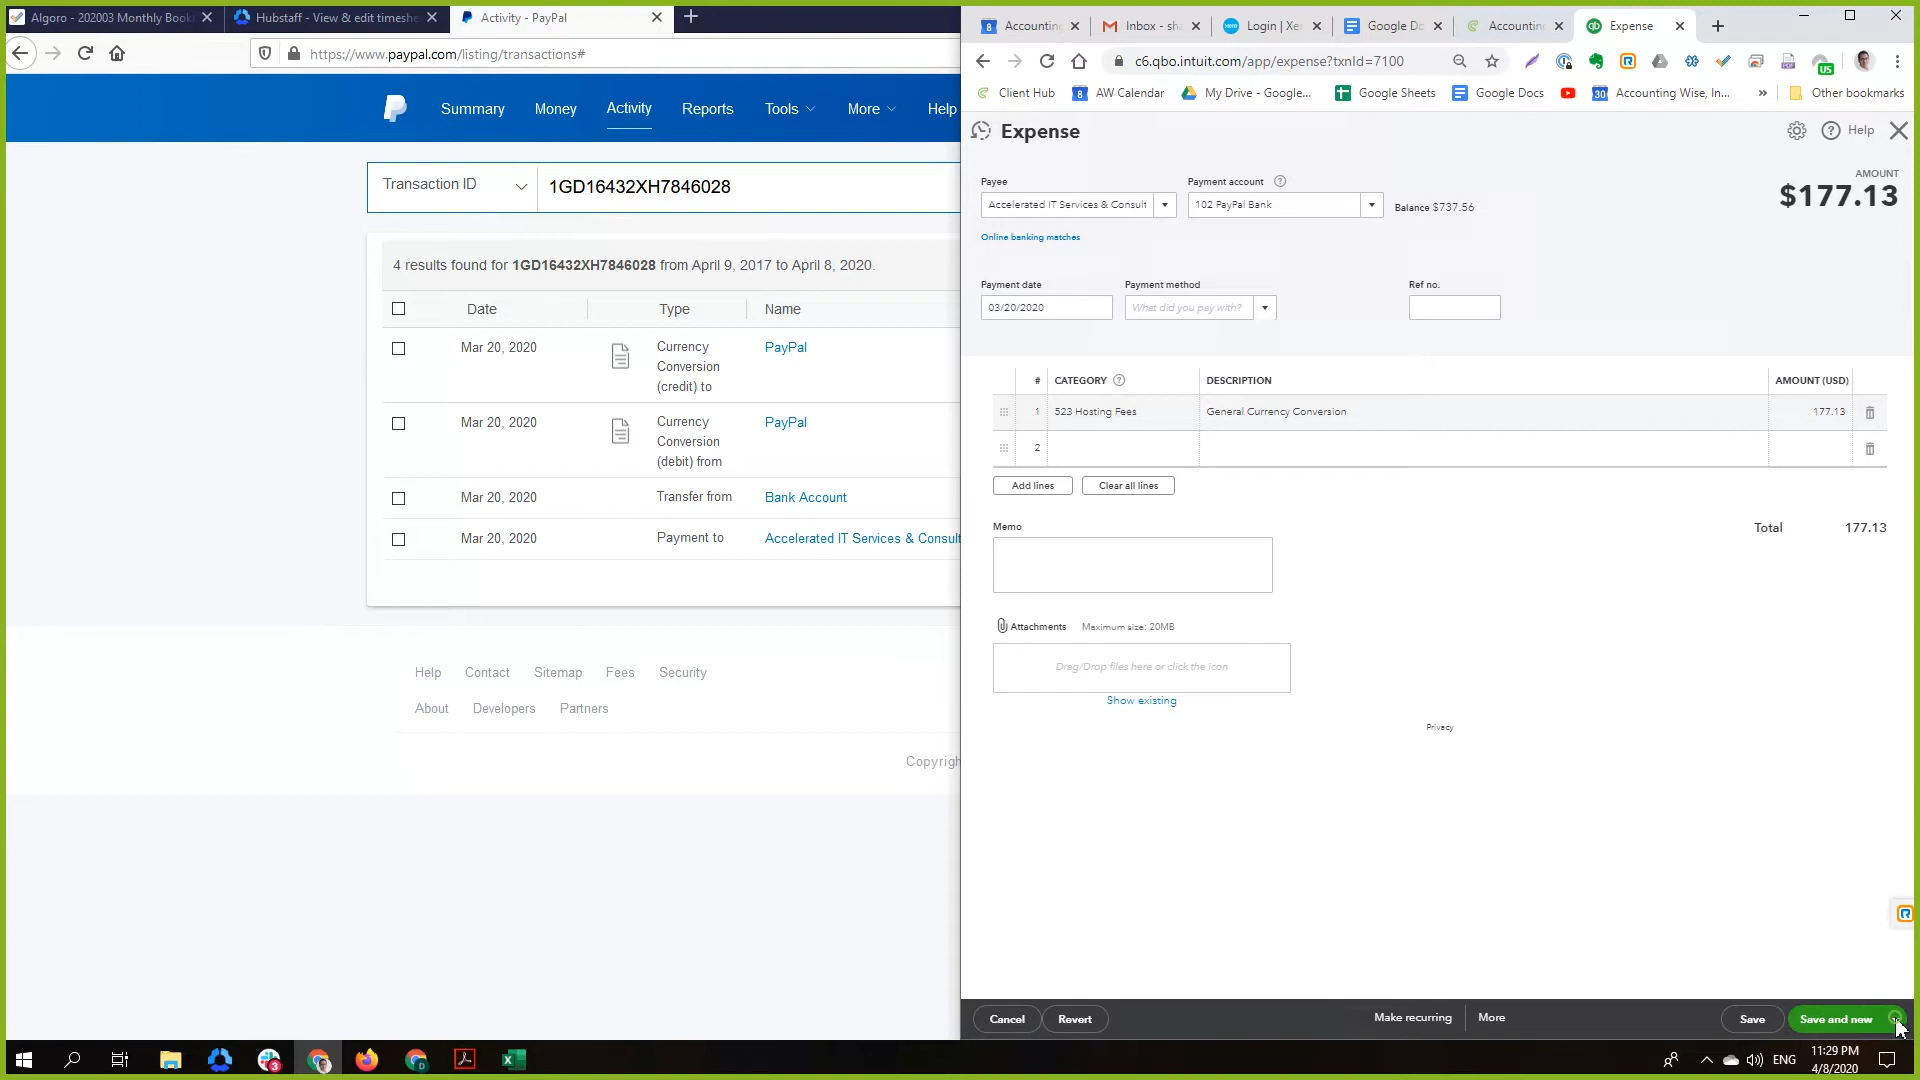 Algoro - 202003 Monthly Book
Hubstaff - View & edit timeshe
Activity - PayPal
https://www.paypal.com/listing/transactions#
Summary
Money
Activity
Reports
Tools
More
Help
Transaction ID
1GD16432XH7846028
4 results found for 1GD16432XH7846028 from April 9, 2017 to April 8, 2020.
Date
Type
Name
Mar 20, 2020
Currency
Conversion
(credit) to
PayPal
Mar 20, 2020
Currency
Conversion
(debit) from
PayPal
Mar 20, 2020
Transfer from
Bank Account
Mar 20, 2020
Payment to
Accelerated IT Services & Consult
Help
Contact
Sitemap
Fees
Security
About
Developers
Partners
Copyrigh
Accounting
Inbox - sha
Login | Xer
Google Do
Accounting
Expense
c6.qbo.intuit.com/app/expense?txnId=7100
US
Client Hub
AW Calendar
My Drive - Google...
Google Sheets
Google Docs
Accounting Wise, In...
»
Other bookmarks
Expense
Help
Payee
Payment account
AMOUNT
Accelerated IT Services & Consult
102 PayPal Bank
Balance $737.56
$177.13
Online banking matches
Payment date
Payment method
Ref no.
03/20/2020
What did you pay with?
#
CATEGORY
DESCRIPTION
AMOUNT (USD)
1
523 Hosting Fees
General Currency Conversion
177.13
2
Add lines
Clear all lines
Memo
Total
177.13
Attachments
Maximum size: 20MB
Drag/Drop files here or click the icon
Show existing
Privacy
Cancel
Revert
Make recurring
More
Save
Save and new
3
ENG
11:29 PM
4/8/2020